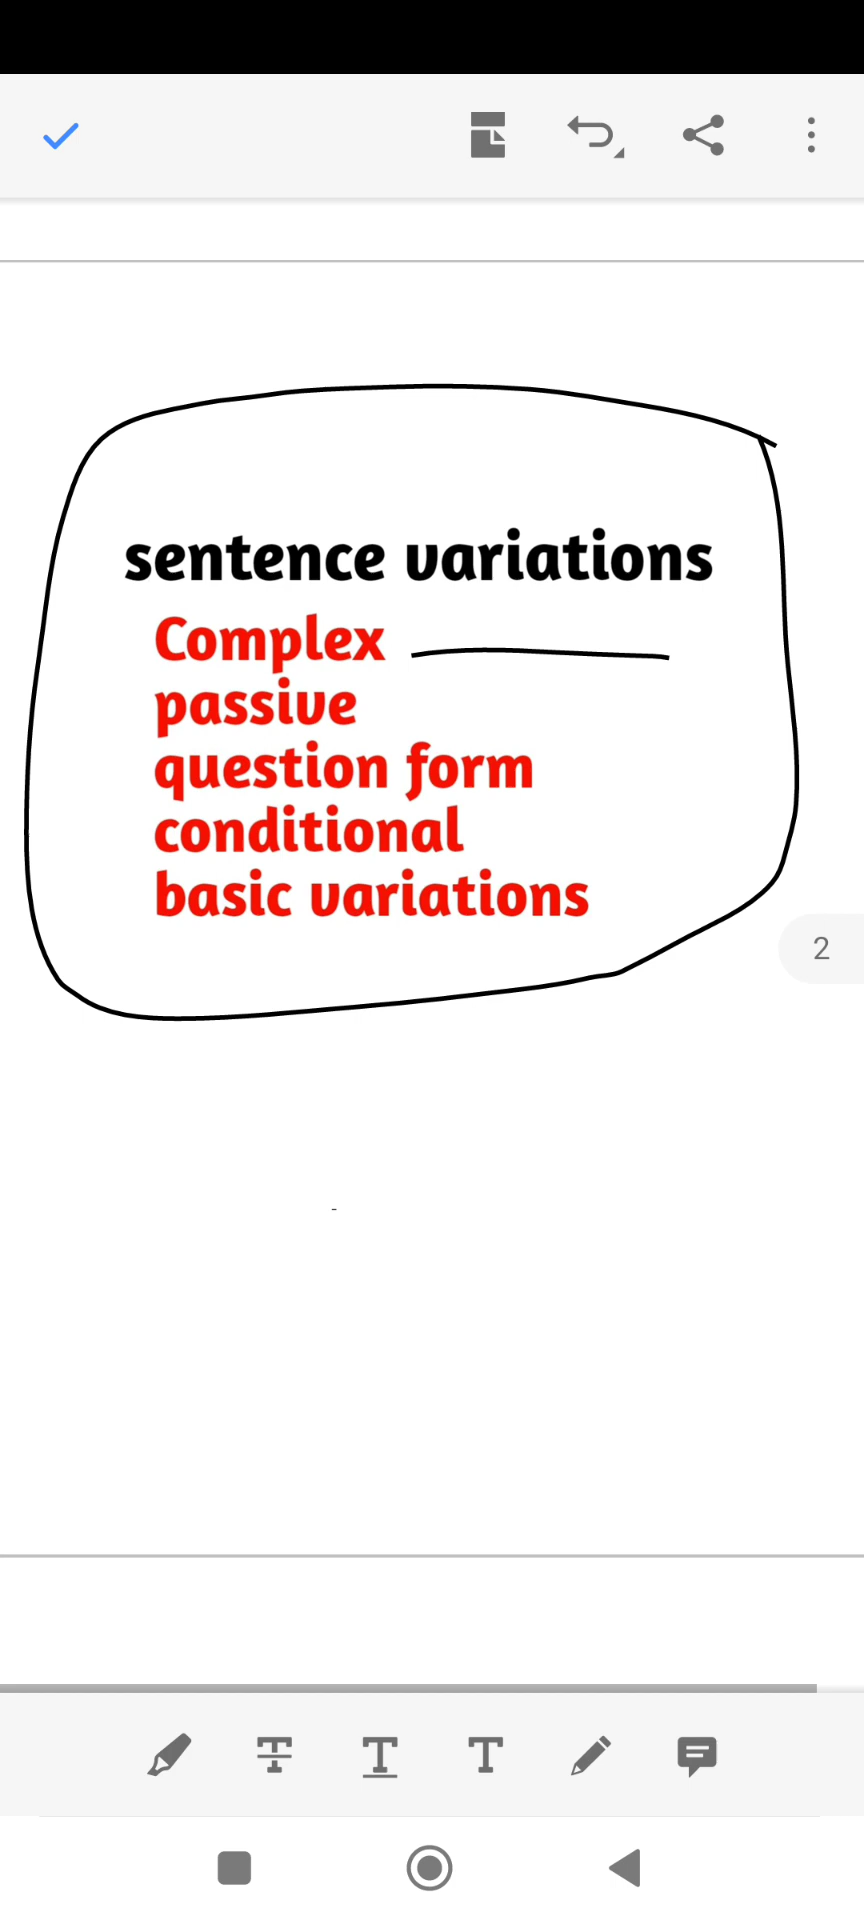 sentence variations
Complex
passive
question form
conditional
basic variations
2